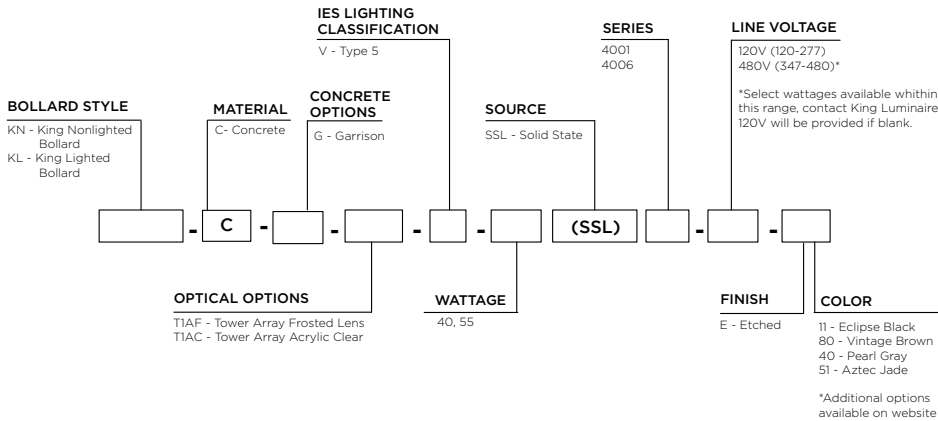 IES LIGHTING
CLASSIFICATION
V - Type 5
SERIES
4001
4006
LINE VOLTAGE
120V (120-277)
480V (347-480)*
*Select wattages available whithin
this range, contact King Luminaire
120V will be provided if blank.
BOLLARD STYLE
KN - King Nonlighted
Bollard
KL - King Lighted
Bollard
MATERIAL
C- Concrete
CONCRETE
OPTIONS
G - Garrison
SOURCE
SSL - Solid State
- C - - - - (SSL) - -
OPTICAL OPTIONS
T1AF - Tower Array Frosted Lens
T1AC - Tower Array Acrylic Clear
WATTAGE
40, 55
FINISH
E - Etched
COLOR
11 - Eclipse Black
80 - Vintage Brown
40 - Pearl Gray
51 - Aztec Jade
*Additional options
available on website